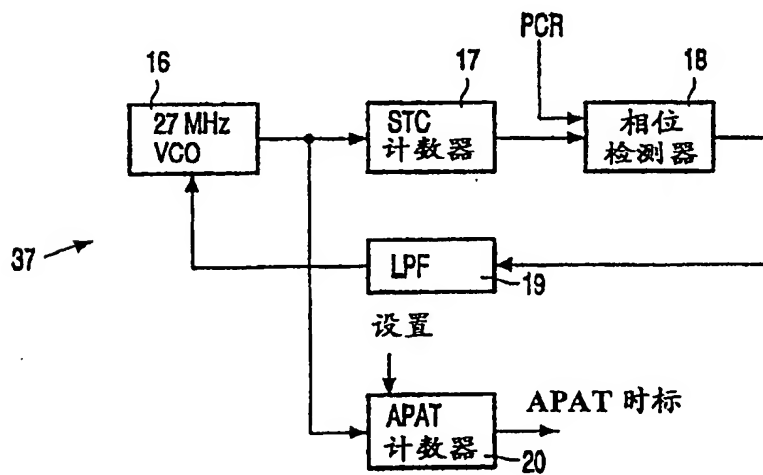 PCR
16
17
18
27 MHz
VCO
STC
计数器
相位
检测器
37
LPF
19
设置
APAT
计数器
APAT 时标
20